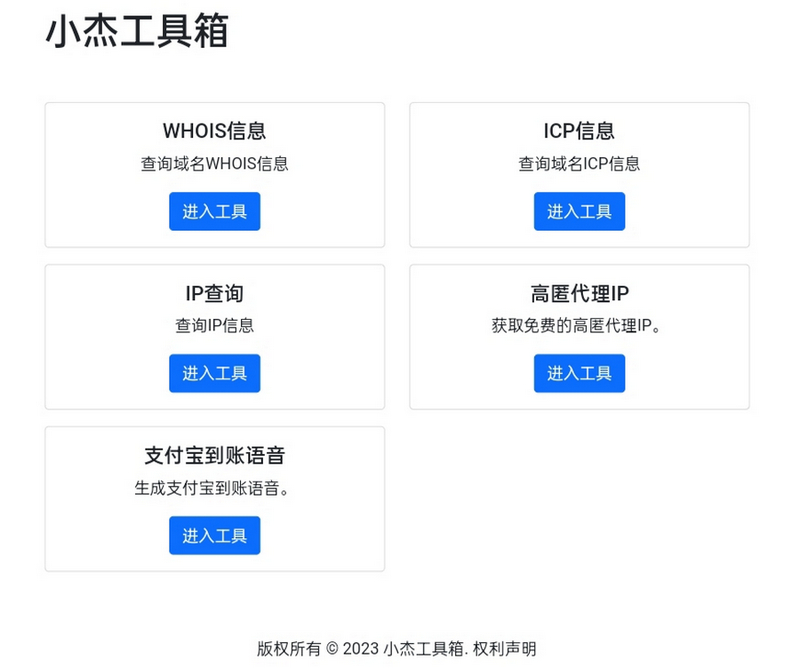 小杰工具箱
WHOIS信息
查询域名WHOIS信息
进入工具
ICP信息
查询域名ICP信息
进入工具
IP查询
查询IP信息
进入工具
高匿代理IP
获取免费的高匿代理IP。
进入工具
支付宝到账语音
生成支付宝到账语音。
进入工具
版权所有 © 2023 小杰工具箱. 权利声明